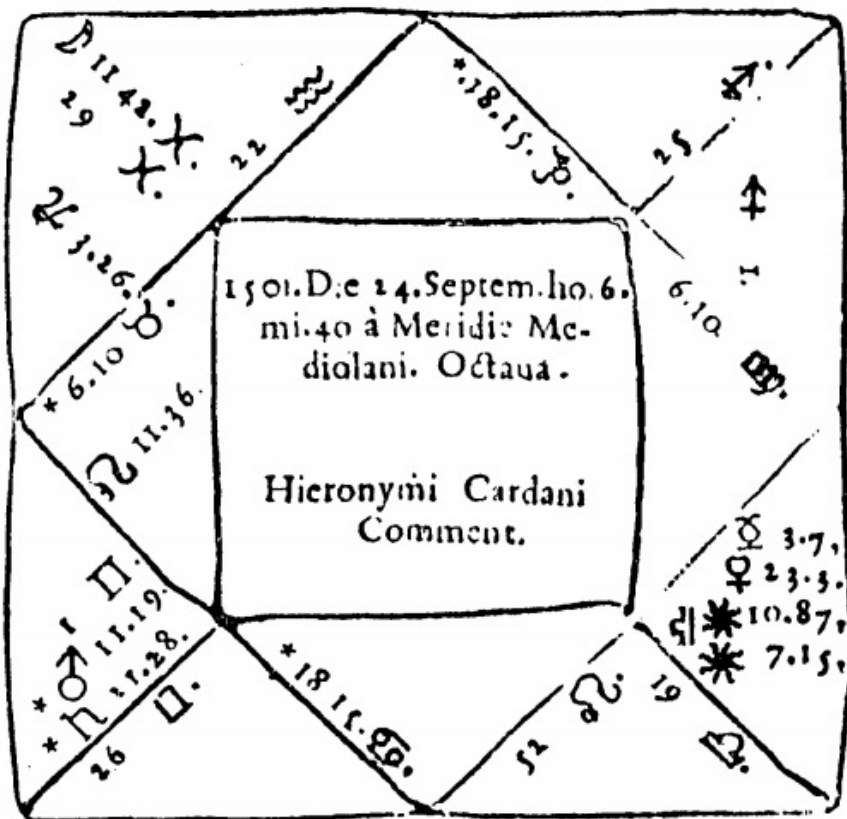 ☽ 11 42. ♓.
29 ♓.
22 ♒
*.18.15.♑.
25 ♐.
♐
1.
♃ 3.26.
* 6.10 ♉.
☊ 11.36.
6.10 ♏.
1501. Die 24. Septem. ho. 6.
mi. 40 à Meridie Me-
diolani. Octaua.
Hieronymi Cardani
Comment.
1 ♊.
* ♂ 11.19.
* ♄ 21.28.
26 ♊.
* 18 15. ♋.
52 ♌.
19 ♎.
☿ 3.7.
♀ 23.3.
♎ ☀ 10.87.
☀ 7.15.